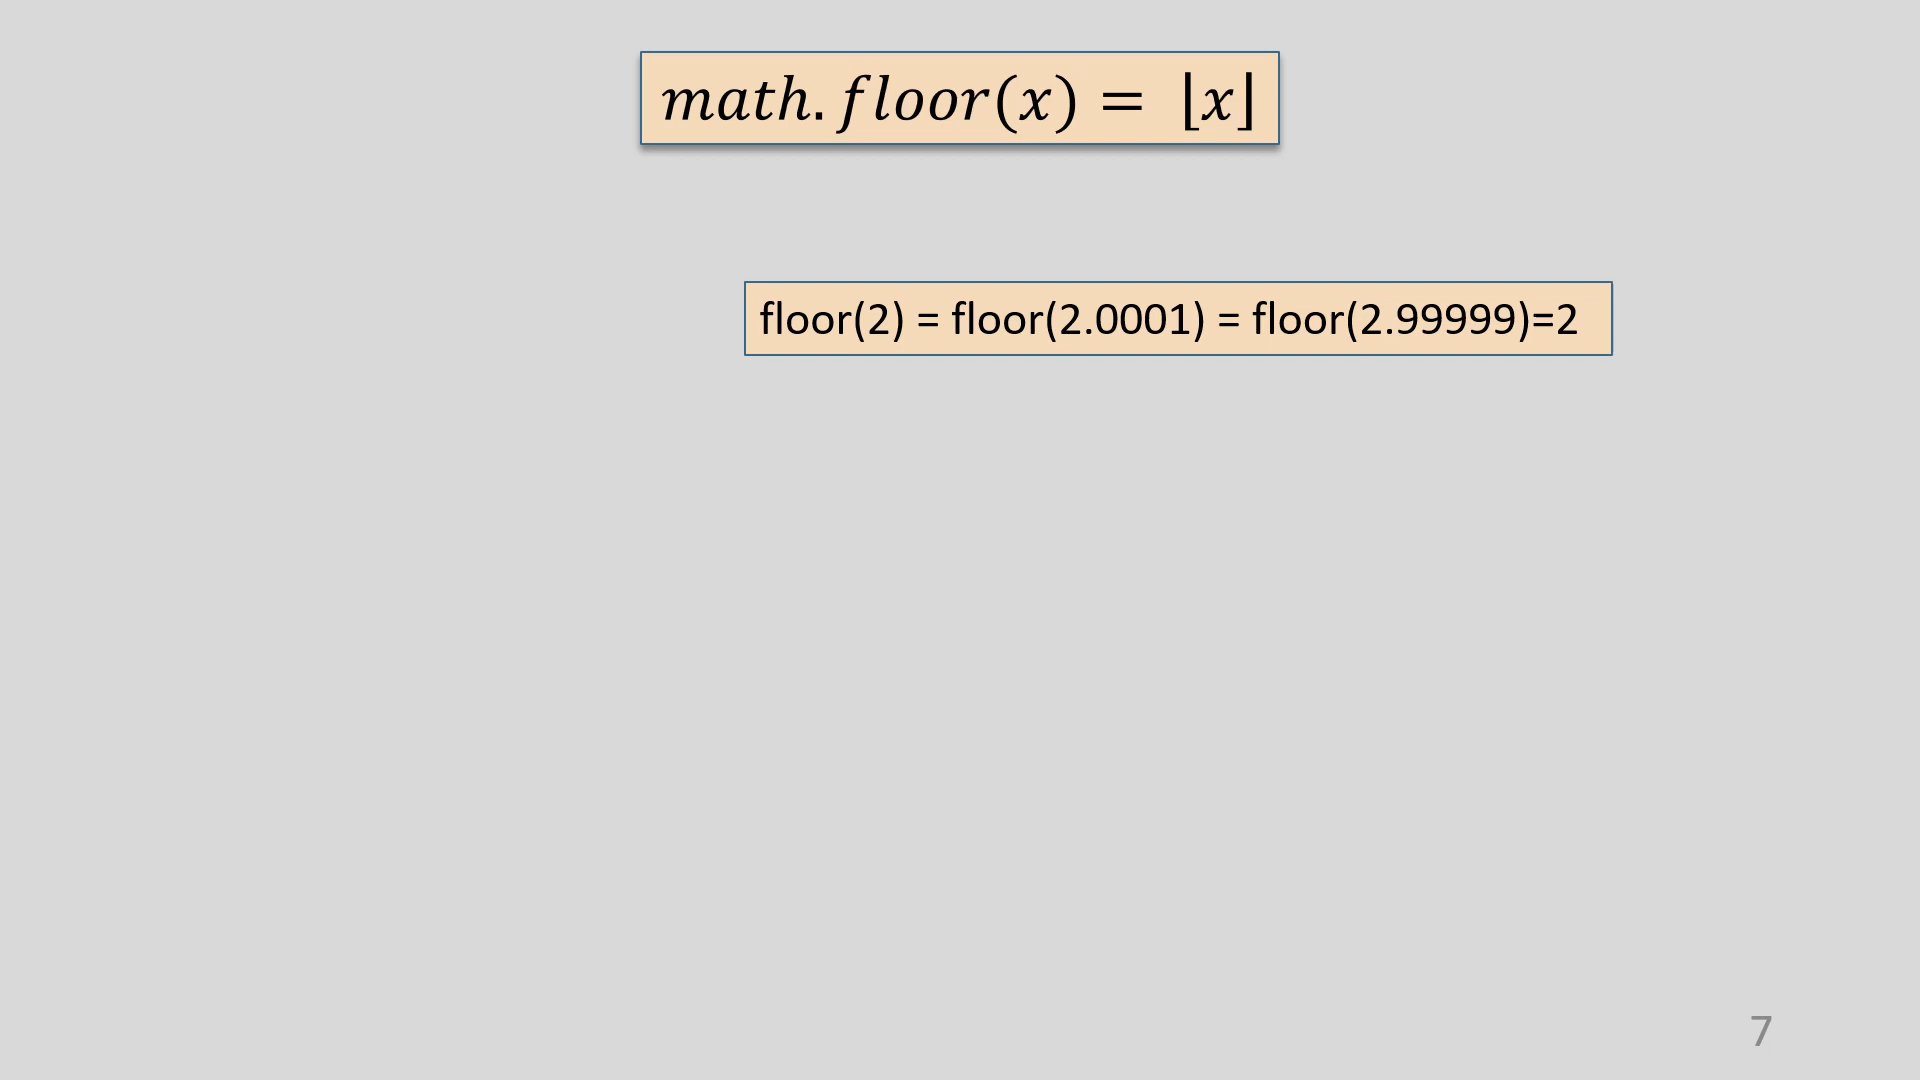 math.floor(x) = ⌊x⌋
floor(2) = floor(2.0001) = floor(2.99999)=2
7